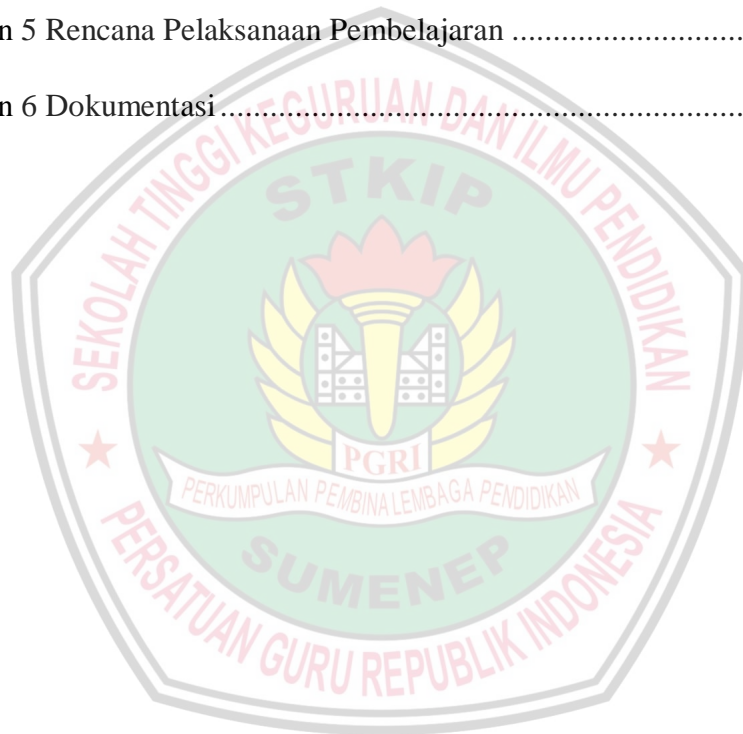 n 5 Rencana Pelaksanaan Pembelajaran ............................
n 6 Dokumentasi ................................................................
SEKOLAH TINGGI KEGURUAN DAN ILMU PENDIDIKAN
STKIP
PGRI
PERKUMPULAN PEMBINA LEMBAGA PENDIDIKAN
SUMENEP
PERSATUAN GURU REPUBLIK INDONESIA